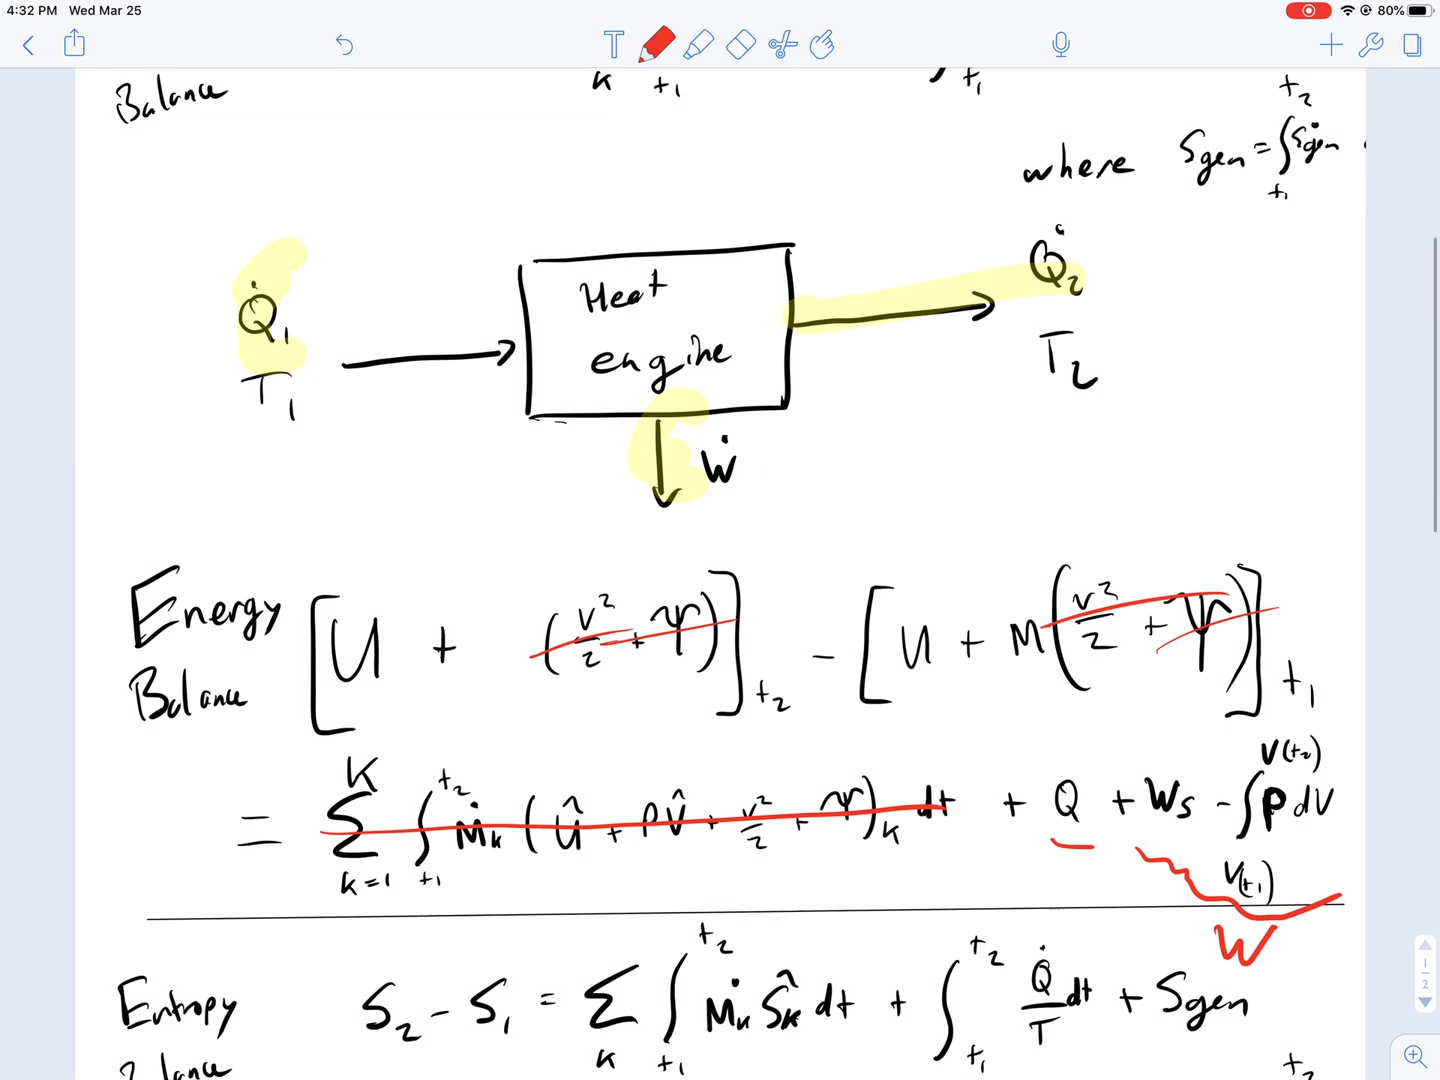 4:32 PM Wed Mar 25 80%
T
Balance
k t₁ t₁ t₂
where Sgen = ∫ Ṡgen
t₁
Q̇₁
T₁
Heat
engine
Q̇₂
T₂
Ẇ
Energy
Balance
[U + (v²/2 + Ψ)]t₂ - [U + M(v²/2 + Ψ)]t₁
= Σ K k=1 ∫ t₂ t₁ Ṁk (Û + PV̂ + v²/2 + Ψ)k dt + Q + Ws - ∫ V(t₂) V(t₁) P dV
W
Entropy
Balance
S₂ - S₁ = Σ k ∫ t₂ t₁ Ṁk Ŝk dt + ∫ t₂ t₁ Q̇/T dt + Sgen
t₂
1
2